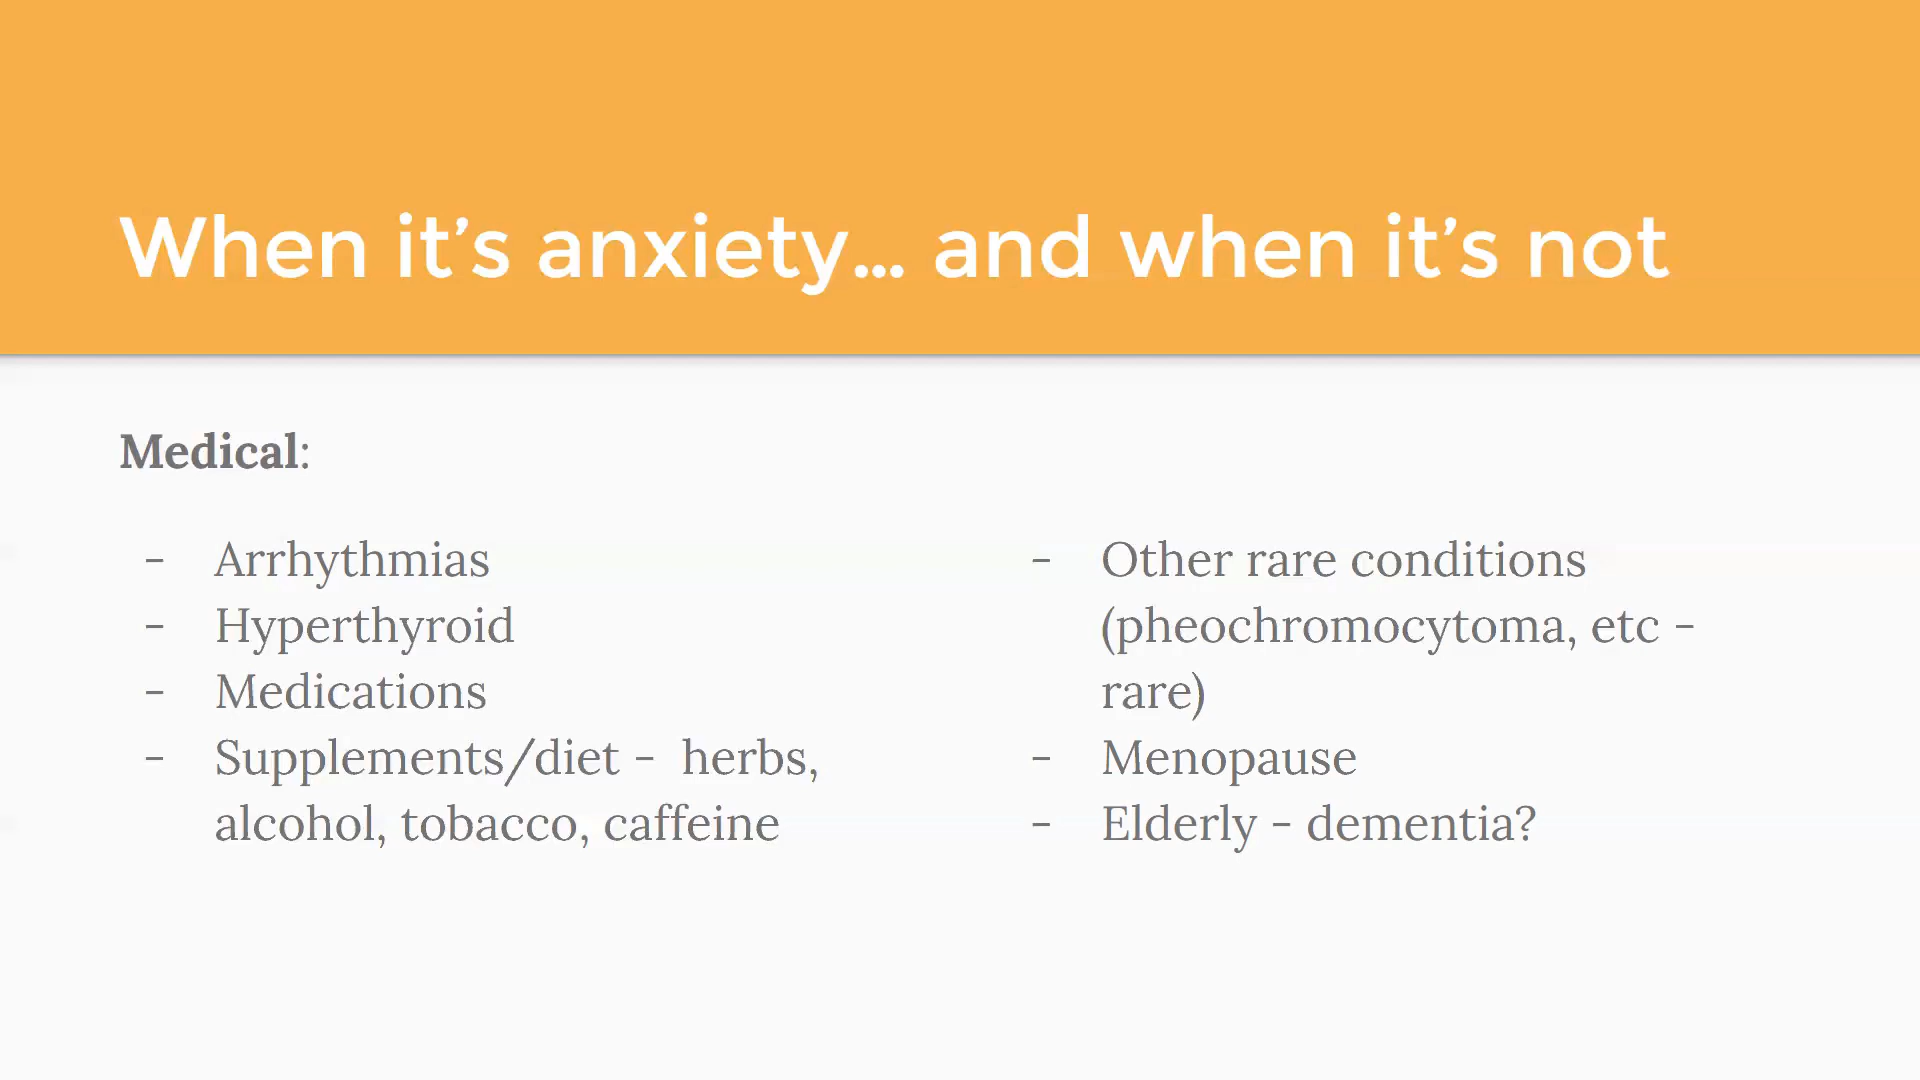 When it’s anxiety... and when it’s not
Medical:
- Arrhythmias
- Hyperthyroid
- Medications
- Supplements/diet - herbs,
alcohol, tobacco, caffeine
- Other rare conditions
(pheochromocytoma, etc -
rare)
- Menopause
- Elderly - dementia?